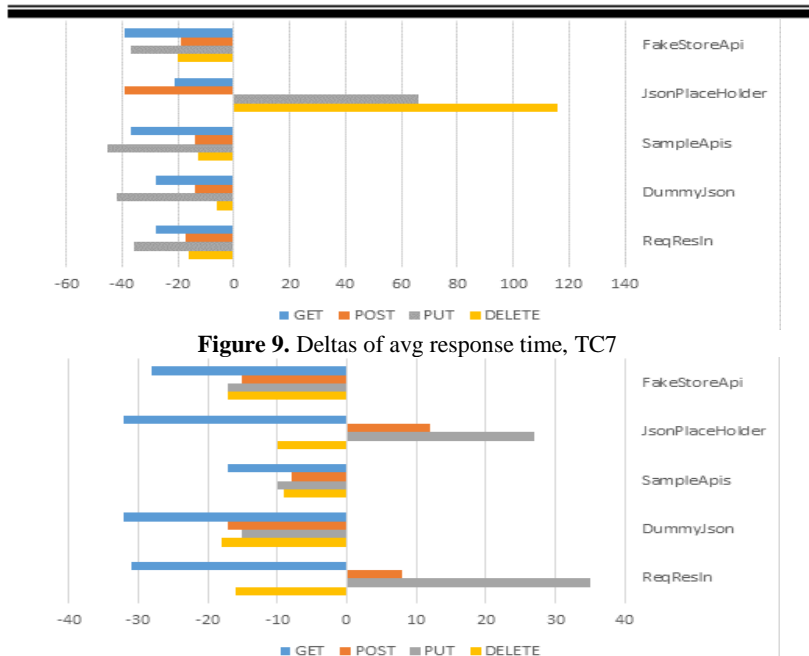 FakeStoreApi
JsonPlaceHolder
SampleApis
DummyJson
ReqResIn
-60 -40 -20 0 20 40 60 80 100 120 140
GET POST PUT DELETE
Figure 9. Deltas of avg response time, TC7
FakeStoreApi
JsonPlaceHolder
SampleApis
DummyJson
ReqResIn
-40 -30 -20 -10 0 10 20 30 40
GET POST PUT DELETE